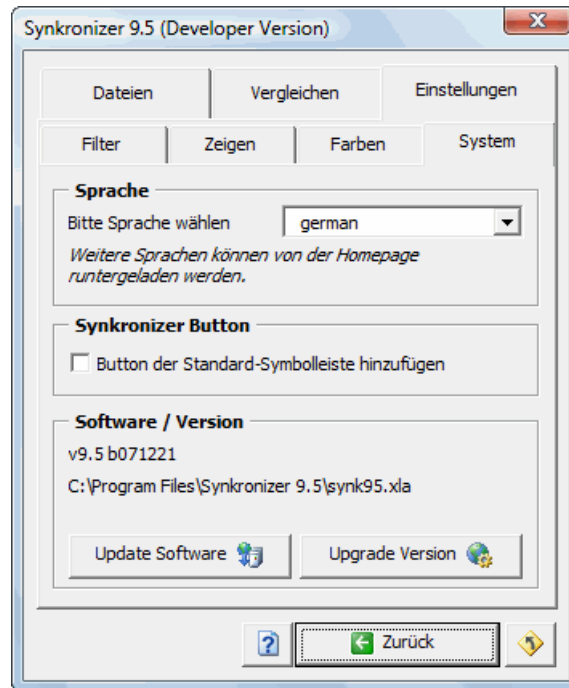 Synkronizer 9.5 (Developer Version)
Dateien
Vergleichen
Einstellungen
Filter
Zeigen
Farben
System
Sprache
Bitte Sprache wählen
german
Weitere Sprachen können von der Homepage
runtergeladen werden.
Synkronizer Button
Button der Standard-Symbolleiste hinzufügen
Software / Version
v9.5 b071221
C:\Program Files\Synkronizer 9.5\synk95.xla
Update Software
Upgrade Version
Zurück